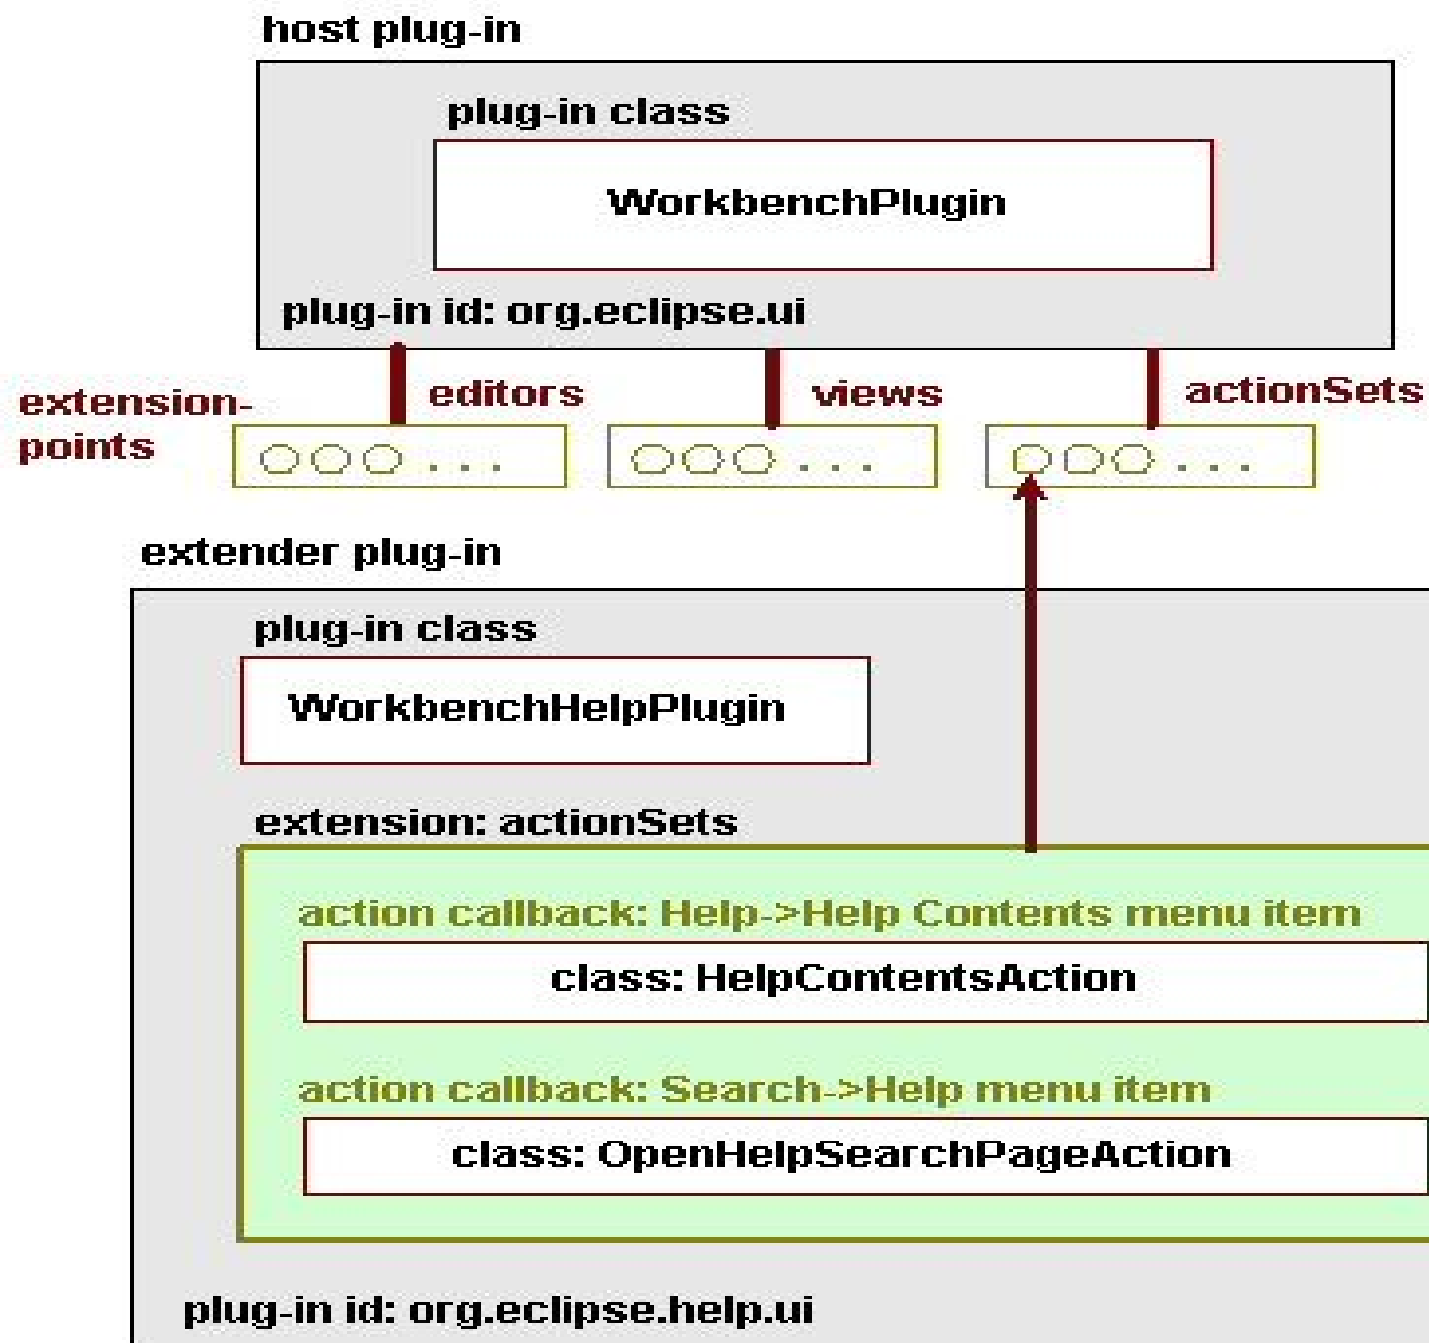 host plug-in
plug-in class
WorkbenchPlugin
plug-in id: org.eclipse.ui
extension-
points
editors
views
actionSets
extender plug-in
plug-in class
WorkbenchHelpPlugin
extension: actionSets
action callback: Help->Help Contents menu item
class: HelpContentsAction
action callback: Search->Help menu item
class: OpenHelpSearchPageAction
plug-in id: org.eclipse.help.ui